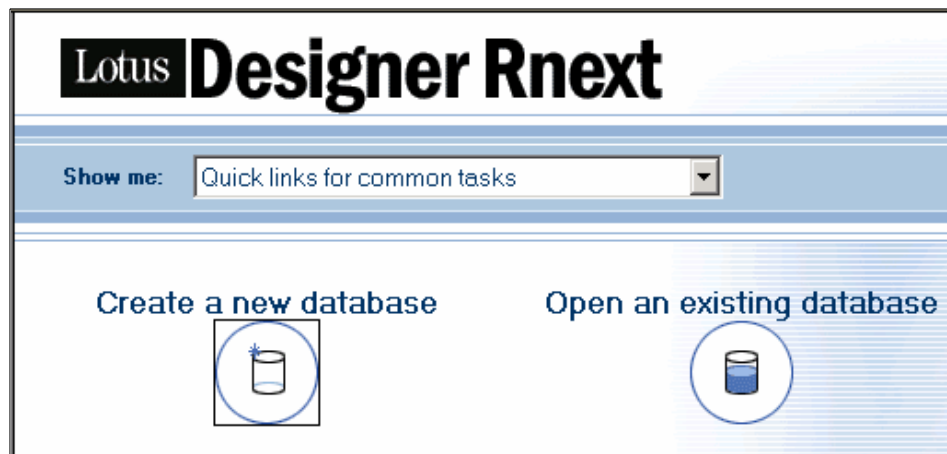 Lotus Designer Rnext
Show me: Quick links for common tasks
Create a new database Open an existing database